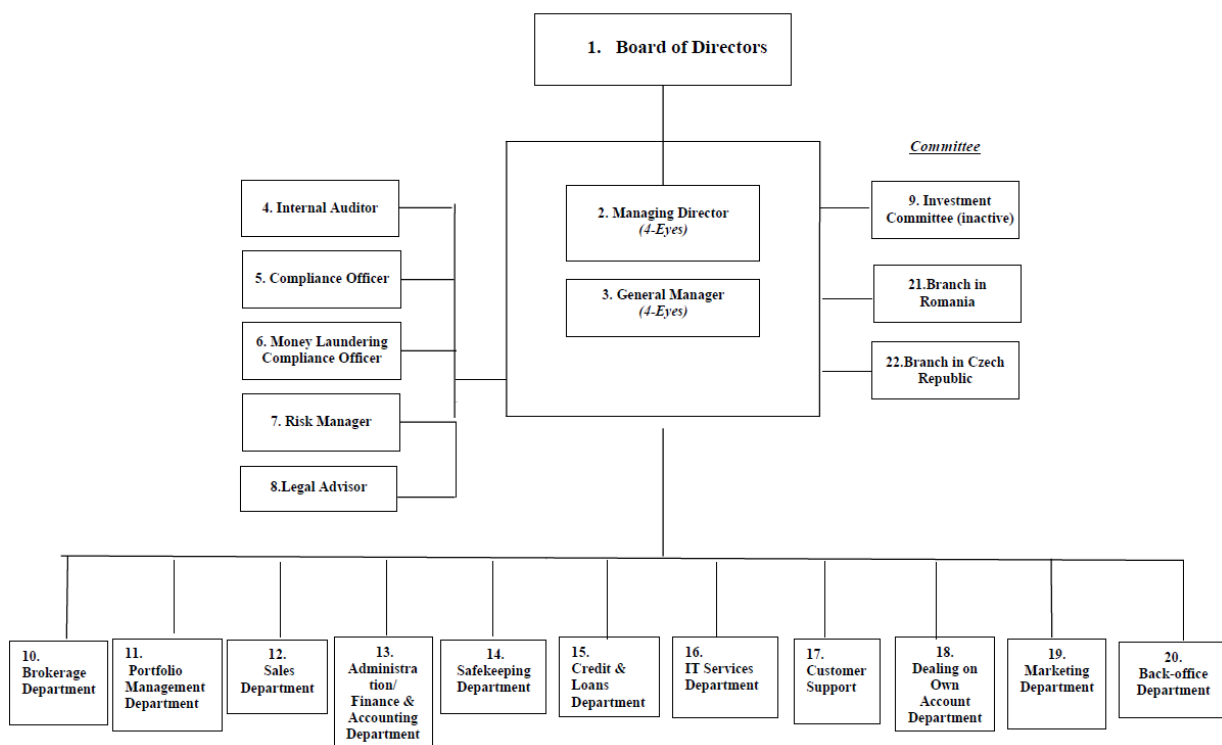 1. Board of Directors
Committee
4. Internal Auditor
2. Managing Director
(4-Eyes)
9. Investment
Committee (inactive)
5. Compliance Officer
3. General Manager
(4-Eyes)
21.Branch in
Romania
6. Money Laundering
Compliance Officer
22.Branch in Czech
Republic
7. Risk Manager
8.Legal Advisor
10.
Brokerage
Department
11.
Portfolio
Management
Department
12.
Sales
Department
13.
Administra
tion/
Finance &
Accounting
Department
14.
Safekeeping
Department
15.
Credit &
Loans
Department
16.
IT Services
Department
17.
Customer
Support
18.
Dealing on
Own
Account
Department
19.
Marketing
Department
20.
Back-office
Department